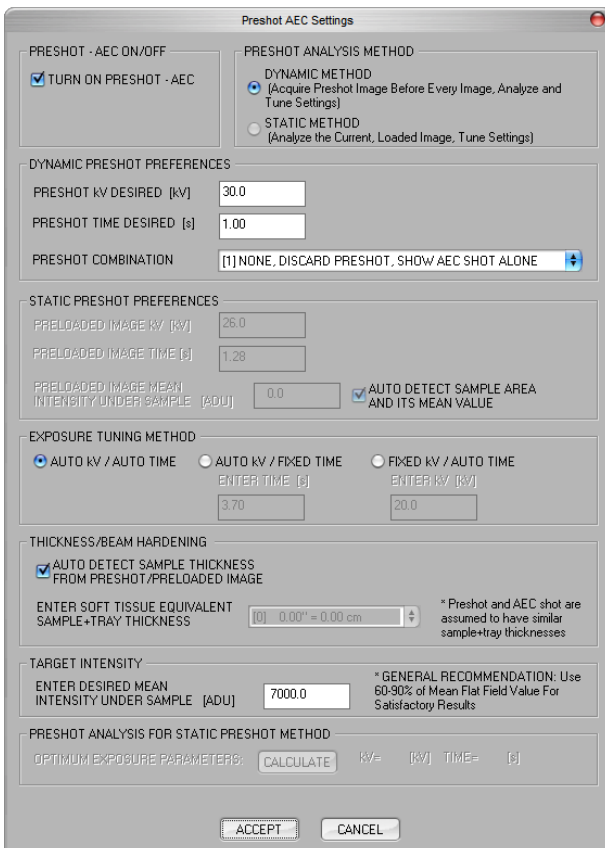 Preshot AEC Settings
PRESHOT - AEC ON/OFF
TURN ON PRESHOT - AEC
PRESHOT ANALYSIS METHOD
DYNAMIC METHOD
(Acquire Preshot Image Before Every Image, Analyze and
Tune Settings)
STATIC METHOD
(Analyze the Current, Loaded Image, Tune Settings)
DYNAMIC PRESHOT PREFERENCES
PRESHOT kV DESIRED [kV]
30.0
PRESHOT TIME DESIRED [s]
1.00
PRESHOT COMBINATION
[1] NONE, DISCARD PRESHOT, SHOW AEC SHOT ALONE
STATIC PRESHOT PREFERENCES
PRELOADED IMAGE kV [kV]
26.0
PRELOADED IMAGE TIME [s]
1.28
PRELOADED IMAGE MEAN
INTENSITY UNDER SAMPLE [ADU]
0.0
AUTO DETECT SAMPLE AREA
AND ITS MEAN VALUE
EXPOSURE TUNING METHOD
AUTO kV / AUTO TIME
AUTO kV / FIXED TIME
FIXED kV / AUTO TIME
ENTER TIME [s]
ENTER kV [kV]
3.70
20.0
THICKNESS/BEAM HARDENING
AUTO DETECT SAMPLE THICKNESS
FROM PRESHOT/PRELOADED IMAGE
ENTER SOFT TISSUE EQUIVALENT
SAMPLE+TRAY THICKNESS
[0] 0.00" = 0.00 cm
* Preshot and AEC shot are
assumed to have similar
sample+tray thicknesses
TARGET INTENSITY
ENTER DESIRED MEAN
INTENSITY UNDER SAMPLE [ADU]
7000.0
* GENERAL RECOMMENDATION: Use
60-90% of Mean Flat Field Value For
Satisfactory Results
PRESHOT ANALYSIS FOR STATIC PRESHOT METHOD
OPTIMUM EXPOSURE PARAMETERS:
CALCULATE
kV= [kV] TIME= [s]
ACCEPT
CANCEL